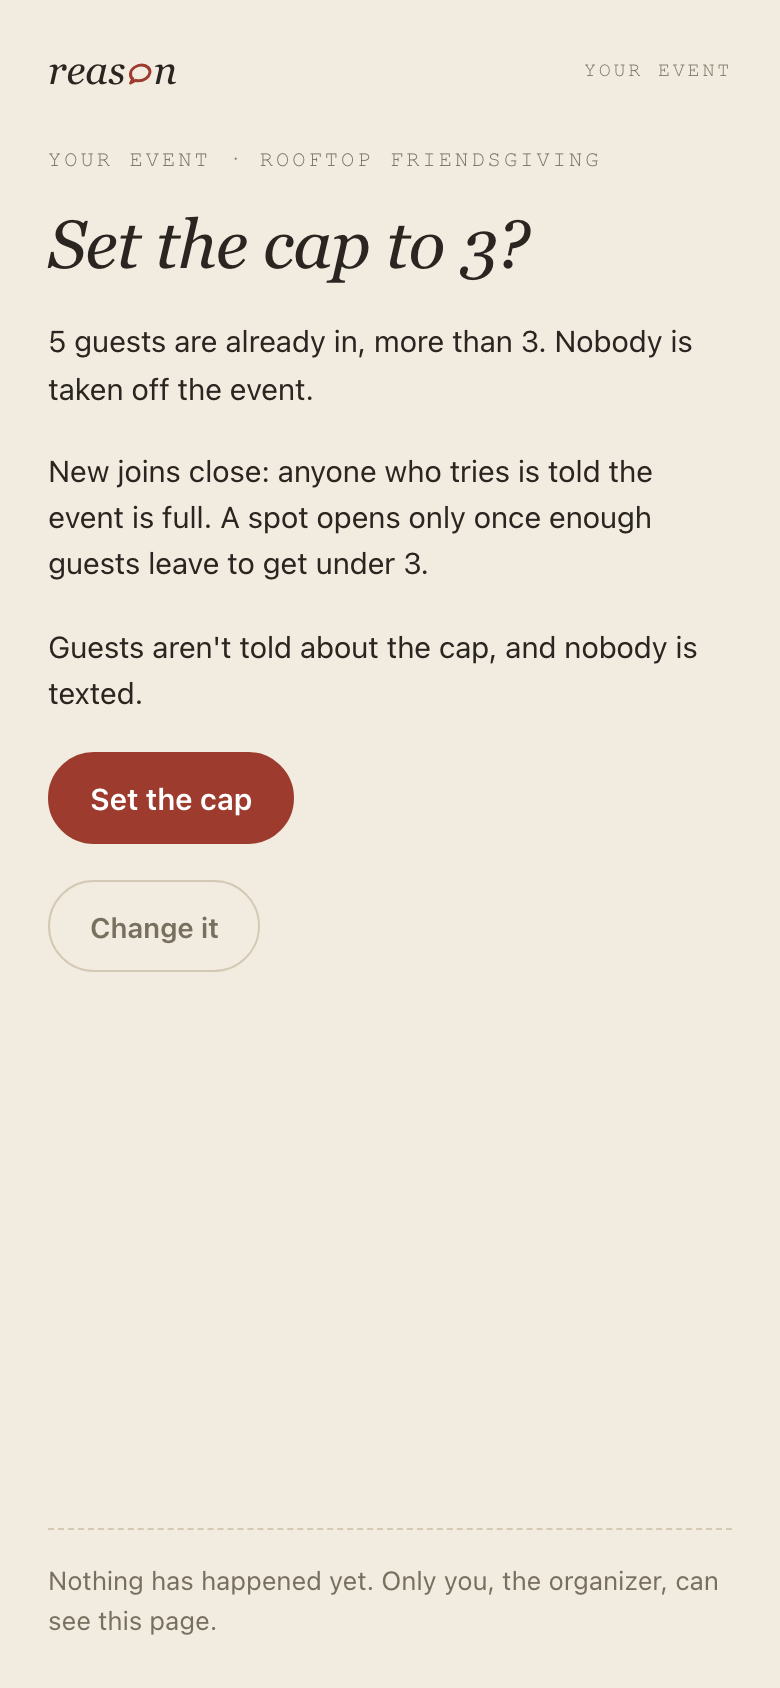 reason
YOUR EVENT
YOUR EVENT · ROOFTOP FRIENDSGIVING
Set the cap to 3?
5 guests are already in, more than 3. Nobody is
taken off the event.
New joins close: anyone who tries is told the
event is full. A spot opens only once enough
guests leave to get under 3.
Guests aren't told about the cap, and nobody is
texted.
Set the cap
Change it
Nothing has happened yet. Only you, the organizer, can
see this page.